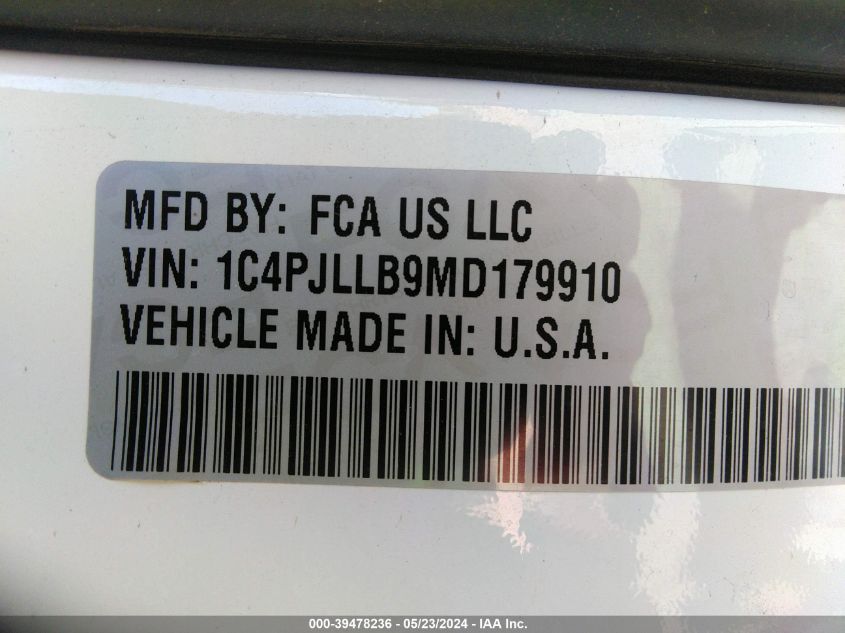 MFD BY: FCA US LLC
VIN: 1C4PJLLB9MD179910
VEHICLE MADE IN: U.S.A.
000-39478236 - 05/23/2024 - IAA Inc.